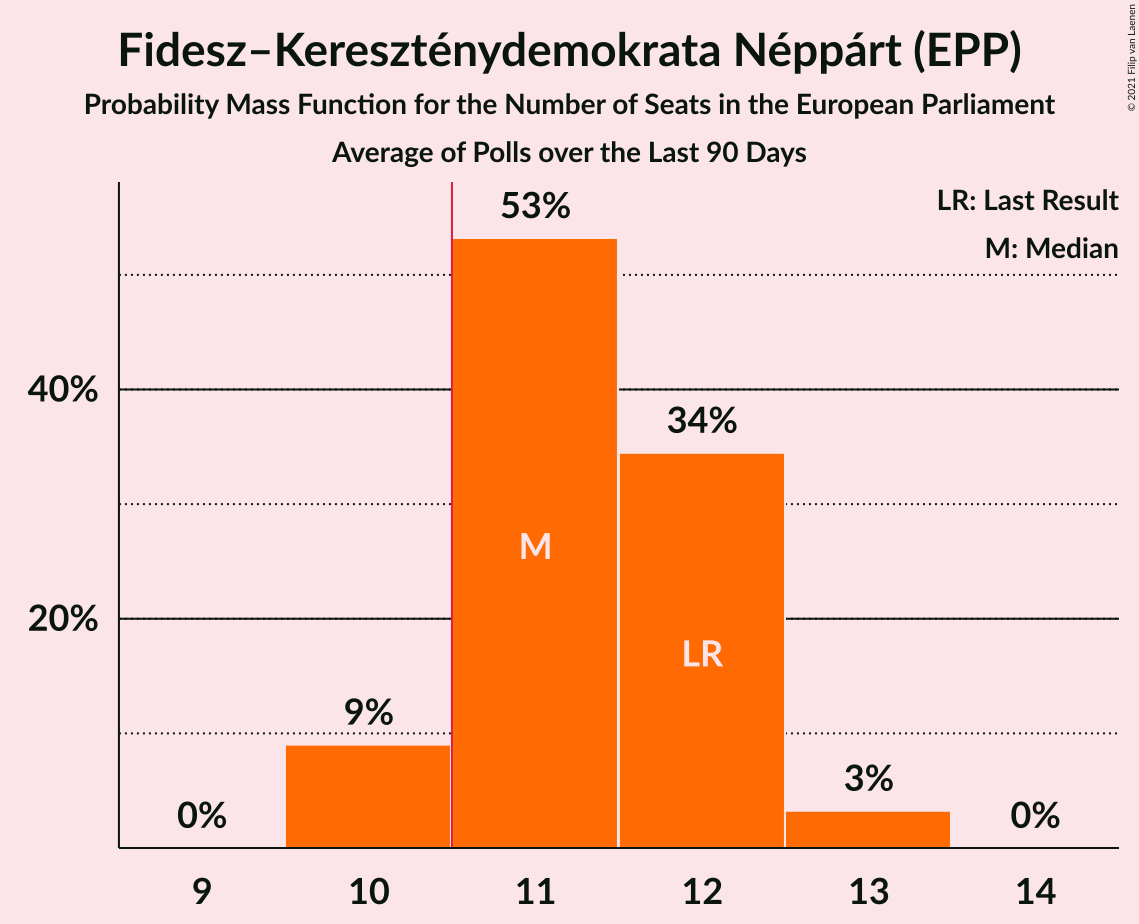 Fidesz–Kereszténydemokrata Néppárt (EPP)
Probability Mass Function for the Number of Seats in the European Parliament
Average of Polls over the Last 90 Days
© 2021 Filip van Laenen
LR: Last Result
M: Median
53%
40%
34%
M
20%
LR
9%
3%
0%
0%
9
10
11
12
13
14